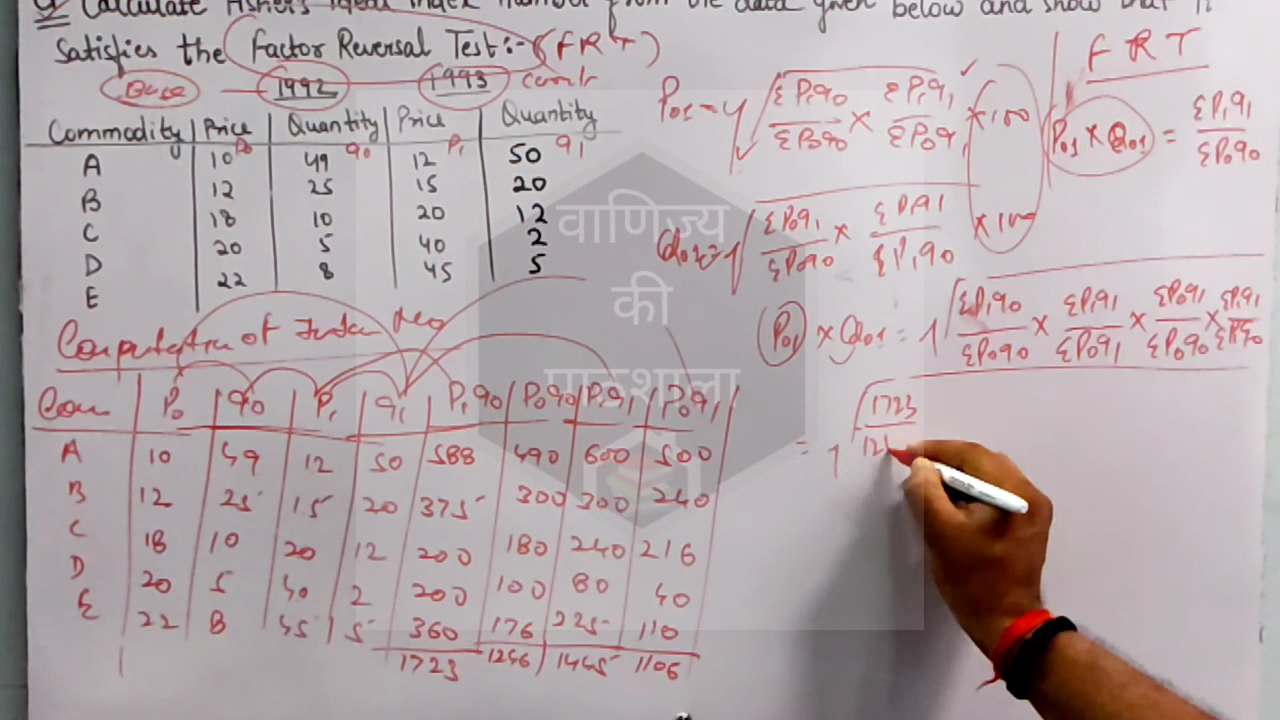 Q Calculate Fisher's Ideal Index Number from the data given below and show that it
Satisfies the Factor Reversal Test:- (FRT)
Base 1992 1993
Commodity Price Quantity Price Quantity
P0 q0 P1 q1
A 10 49 12 50
B 12 25 15 20
C 18 10 20 12
D 20 5 40 2
E 22 8 45 5
Computation of Index No
Com P0 q0 P1 q1 P1q0 P0q0 P1q1 P0q1
A 10 49 12 50 588 490 600 500
B 12 25 15 20 375 300 300 240
C 18 10 20 12 200 180 240 216
D 20 5 40 2 200 100 80 40
E 22 8 45 5 360 176 225 110
1723 1246 1445 1106
P01 = √ ΣP1q0/ΣP0q0 × ΣP1q1/ΣP0q1 × 100
Q01 = √ ΣP0q1/ΣP0q0 × ΣP1q1/ΣP1q0 × 100
FRT
P01 × Q01 = ΣP1q1/ΣP0q0
P01 × Q01 = √ ΣP1q0/ΣP0q0 × ΣP1q1/ΣP0q1 × ΣP0q1/ΣP0q0 × ΣP1q1/ΣP1q0
= √ 1723/12
वाणिज्य
की
पाठशाला